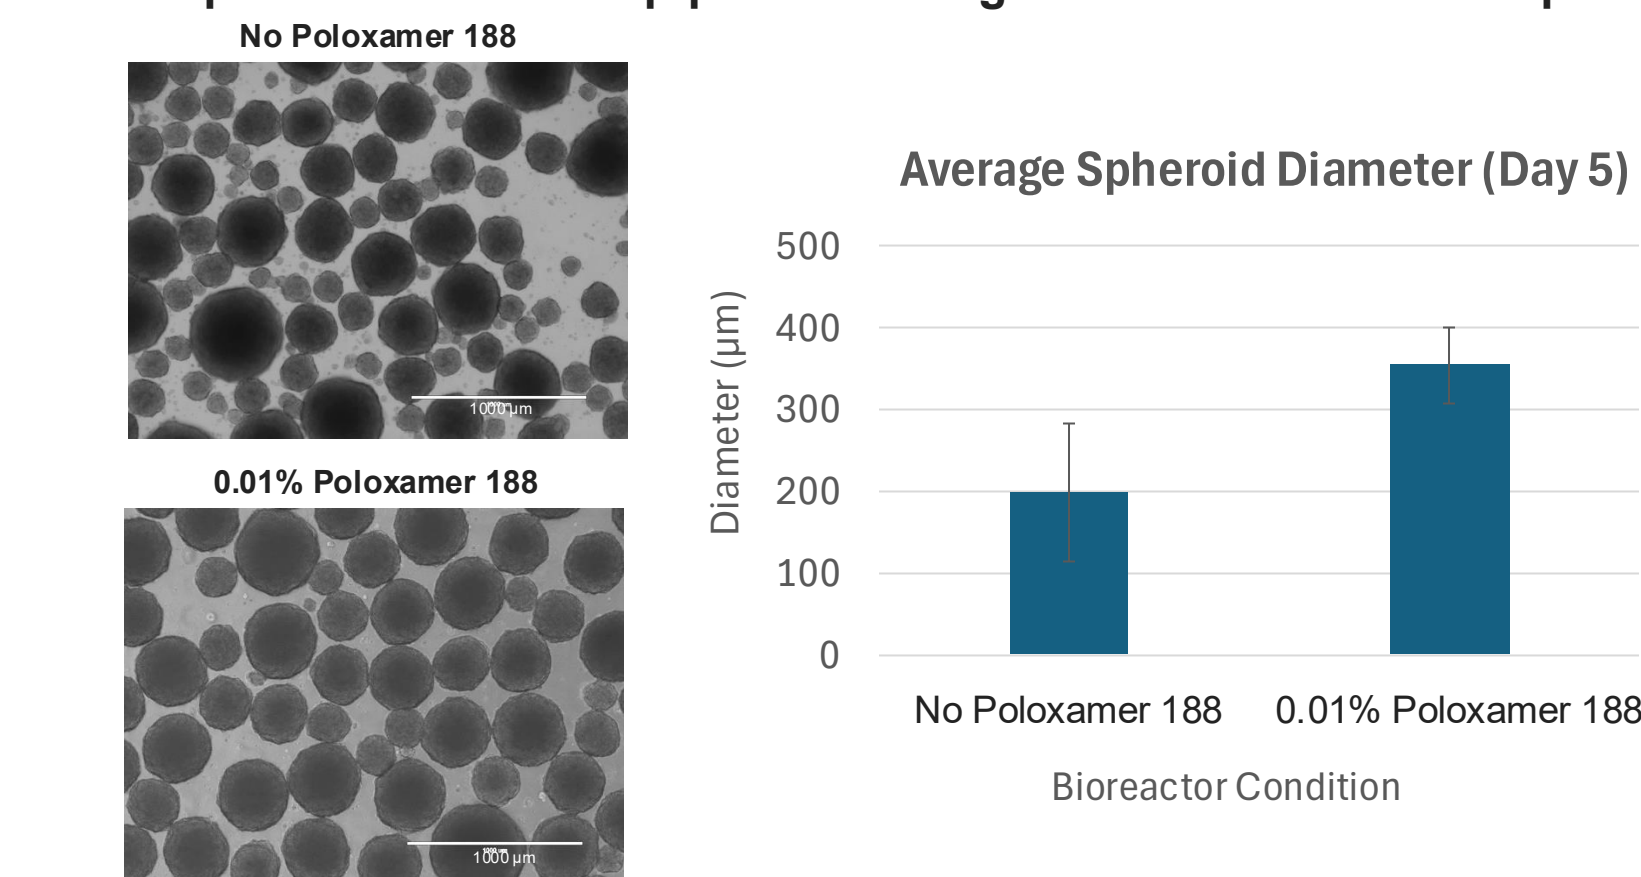 No Poloxamer 188
1000 µm
0.01% Poloxamer 188
1000 µm
Average Spheroid Diameter (Day 5)
500
400
300
200
100
0
Diameter (µm)
No Poloxamer 188
0.01% Poloxamer 188
Bioreactor Condition